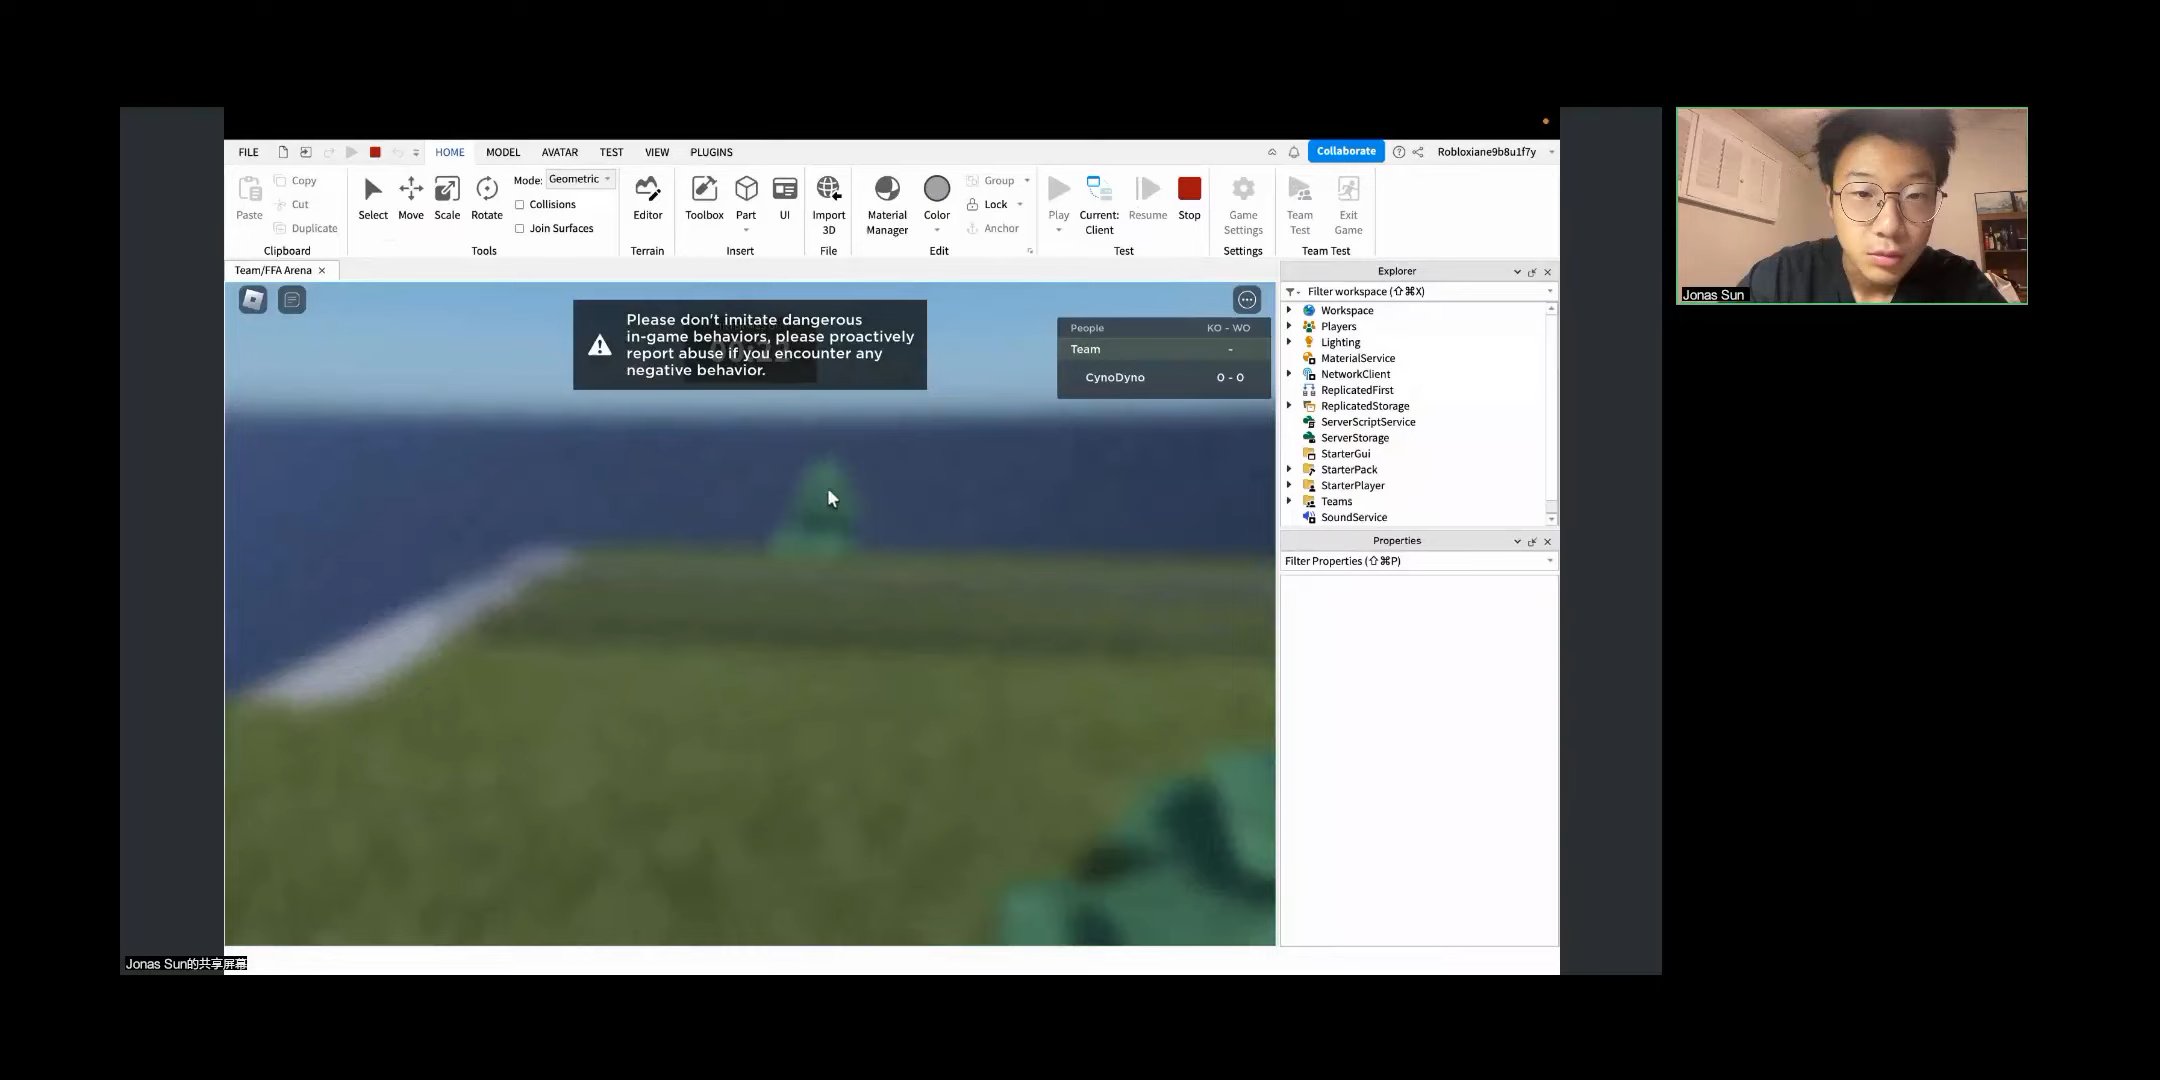 FILE
HOME
MODEL
AVATAR
TEST
VIEW
PLUGINS
Collaborate
Robloxiane9b8u1f7y
Paste
Copy
Cut
Duplicate
Clipboard
Select
Move
Scale
Rotate
Mode: Geometric
Collisions
Join Surfaces
Tools
Editor
Terrain
Toolbox
Part
UI
Insert
Import
3D
File
Material
Manager
Color
Group
Lock
Anchor
Edit
Play
Current:
Client
Resume
Stop
Test
Game
Settings
Settings
Team
Test
Exit
Game
Team Test
Team/FFA Arena
Please don't imitate dangerous
in-game behaviors, please proactively
report abuse if you encounter any
negative behavior.
People KO - WO
Team -
CynoDyno 0 - 0
Explorer
Filter workspace (⇧⌘X)
Workspace
Players
Lighting
MaterialService
NetworkClient
ReplicatedFirst
ReplicatedStorage
ServerScriptService
ServerStorage
StarterGui
StarterPack
StarterPlayer
Teams
SoundService
Properties
Filter Properties (⇧⌘P)
Jonas Sun
Jonas Sun的共享屏幕